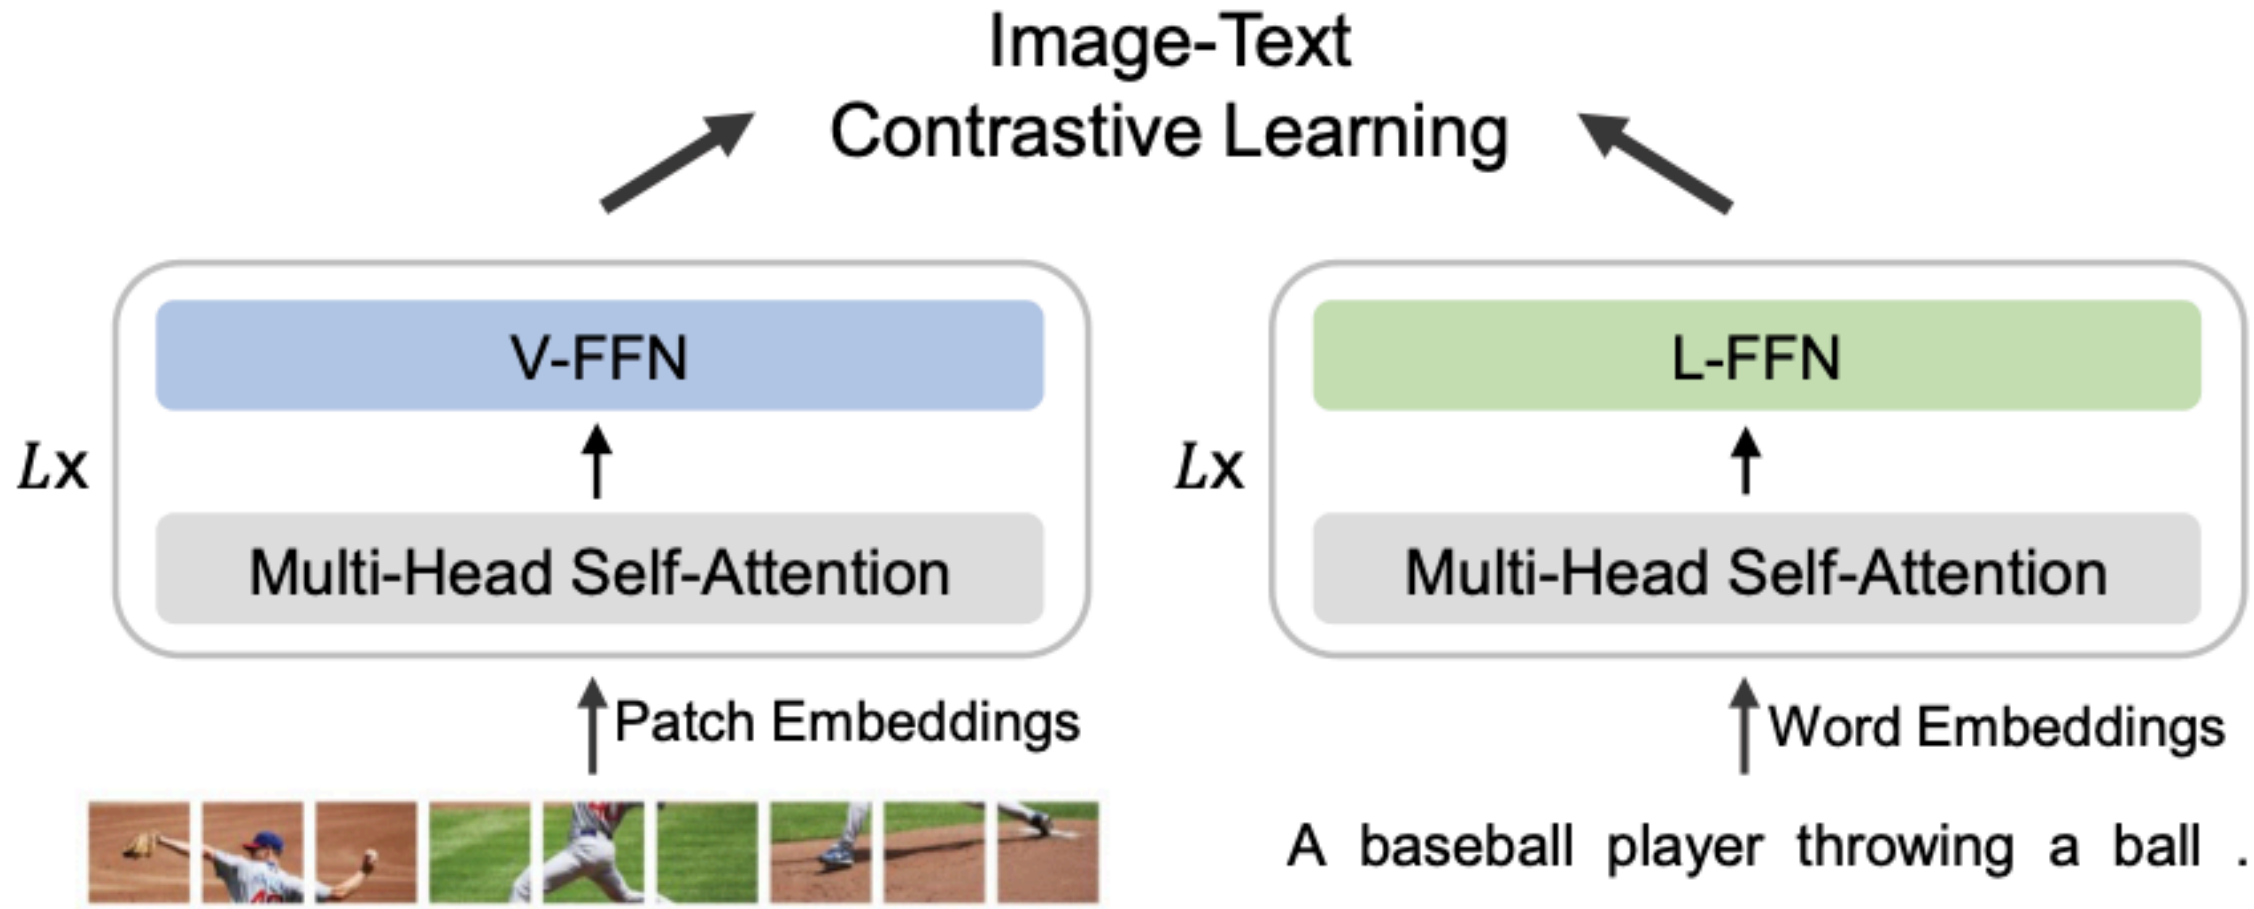 Image-Text
Contrastive Learning
V-FFN
Lx
Multi-Head Self-Attention
Patch Embeddings
L-FFN
Lx
Multi-Head Self-Attention
Word Embeddings
A baseball player throwing a ball .